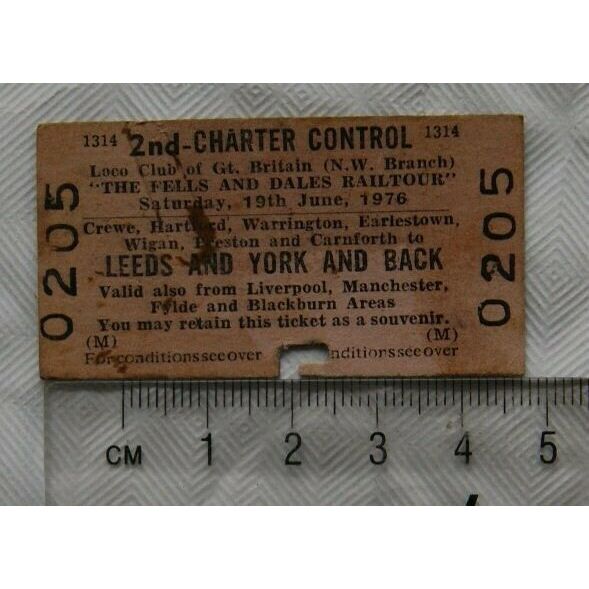 1314 2nd-CHARTER CONTROL 1314
Loco Club of Gt. Britain (N.W. Branch)
"THE FELLS AND DALES RAILTOUR"
Saturday, 19th June, 1976
Crewe, Hartford, Warrington, Earlestown,
Wigan, Preston and Carnforth to
LEEDS AND YORK AND BACK
Valid also from Liverpool, Manchester,
Fylde and Blackburn Areas
You may retain this ticket as a souvenir.
(M) (M)
For conditions see over nditions see over
0205
0205
CM 1 2 3 4 5